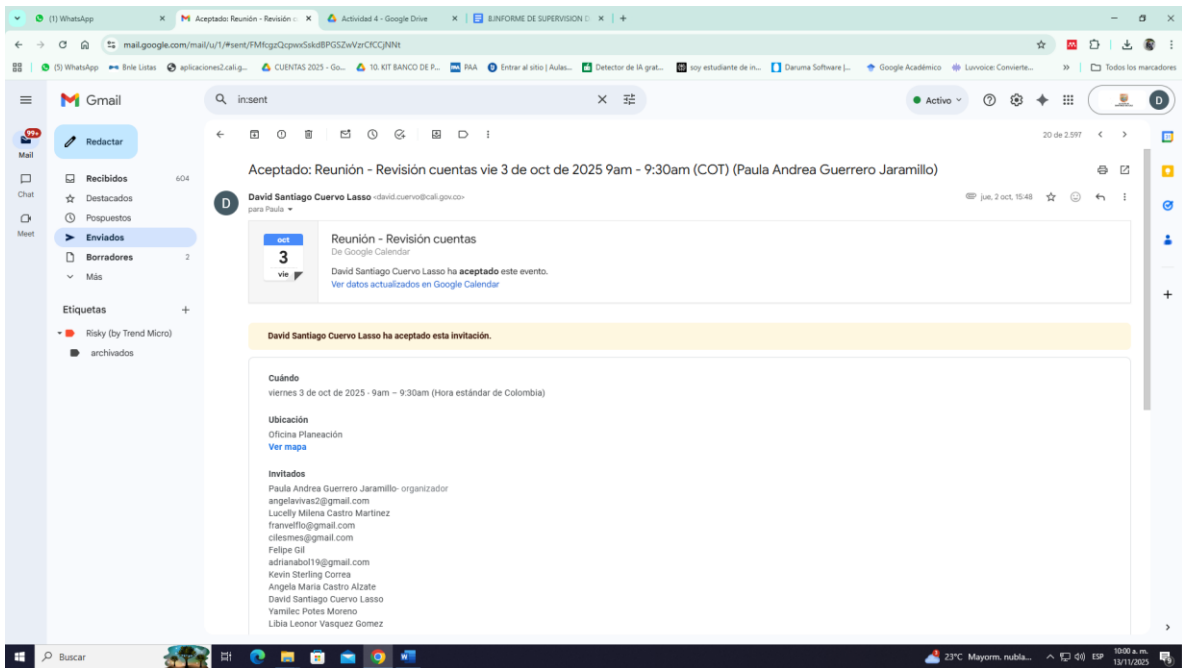 (1) WhatsApp
Aceptado: Reunión - Revisión c
Actividad 4 - Google Drive
8.INFORME DE SUPERVISION D
mail.google.com/mail/u/1/#sent/FMfcgzQcpwxSskdBPGSZwVzrCfCCjNNt
(5) WhatsApp
Bnle Listas
aplicaciones2.cali.g...
CUENTAS 2025 - Go...
10. KIT BANCO DE P...
PAA
Entrar al sitio | Aulas...
Detector de IA grat...
soy estudiante de in...
Daruma Software |...
Google Académico
Luvvoice: Convierte...
»
Todos los marcadores
Gmail
in:sent
Activo
D
99+
Mail
Chat
Meet
Redactar
Recibidos 604
Destacados
Pospuestos
Enviados
Borradores 2
Más
Etiquetas
Risky (by Trend Micro)
archivados
20 de 2.597
Aceptado: Reunión - Revisión cuentas vie 3 de oct de 2025 9am - 9:30am (COT) (Paula Andrea Guerrero Jaramillo)
D
David Santiago Cuervo Lasso <david.cuervo@cali.gov.co>
jue, 2 oct, 15:48
para Paula
oct
3
vie
Reunión - Revisión cuentas
De Google Calendar
David Santiago Cuervo Lasso ha aceptado este evento.
Ver datos actualizados en Google Calendar
David Santiago Cuervo Lasso ha aceptado esta invitación.
Cuándo
viernes 3 de oct de 2025 · 9am – 9:30am (Hora estándar de Colombia)
Ubicación
Oficina Planeación
Ver mapa
Invitados
Paula Andrea Guerrero Jaramillo- organizador
angelavivas2@gmail.com
Lucelly Milena Castro Martinez
franvelflo@gmail.com
cilesmes@gmail.com
Felipe Gil
adrianabol19@gmail.com
Kevin Sterling Correa
Angela Maria Castro Alzate
David Santiago Cuervo Lasso
Yamilec Potes Moreno
Libia Leonor Vasquez Gomez
Buscar
23°C Mayorm. nubla...
ESP
10:00 a. m.
13/11/2025